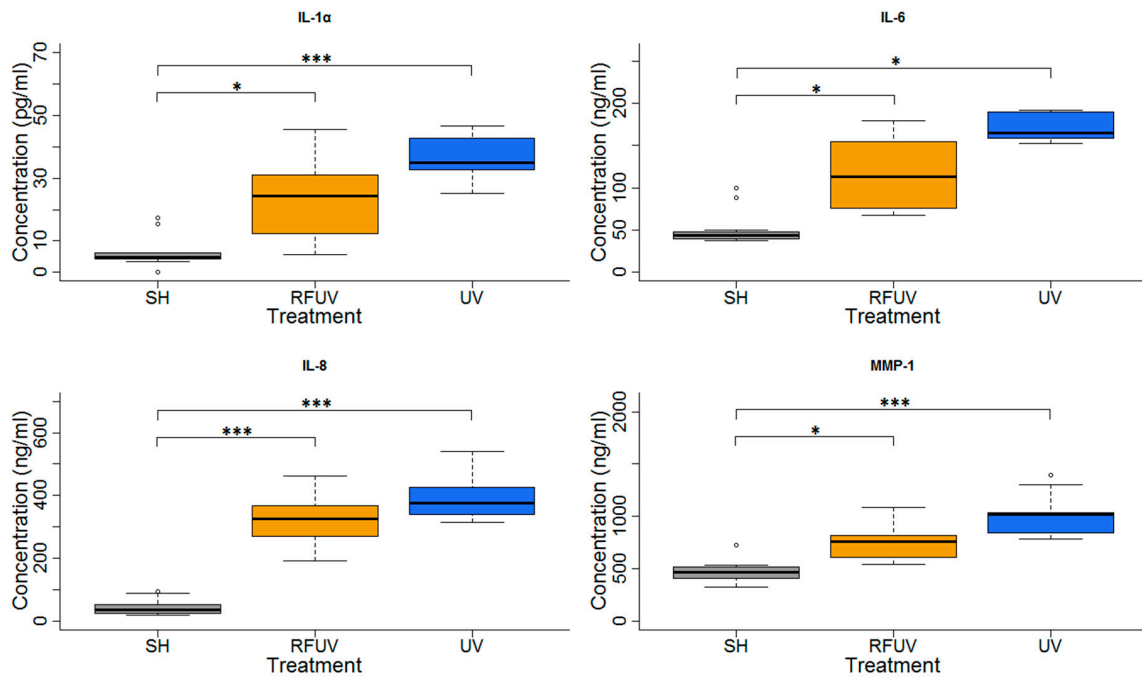 IL-1α
Concentration (pg/ml)
70
50
30
10
0
***
*
SH RFUV UV
Treatment
IL-6
Concentration (ng/ml)
200
100
50
0
*
*
SH RFUV UV
Treatment
IL-8
Concentration (ng/ml)
600
400
200
0
***
***
SH RFUV UV
Treatment
MMP-1
Concentration (ng/ml)
2000
1000
500
0
***
*
SH RFUV UV
Treatment